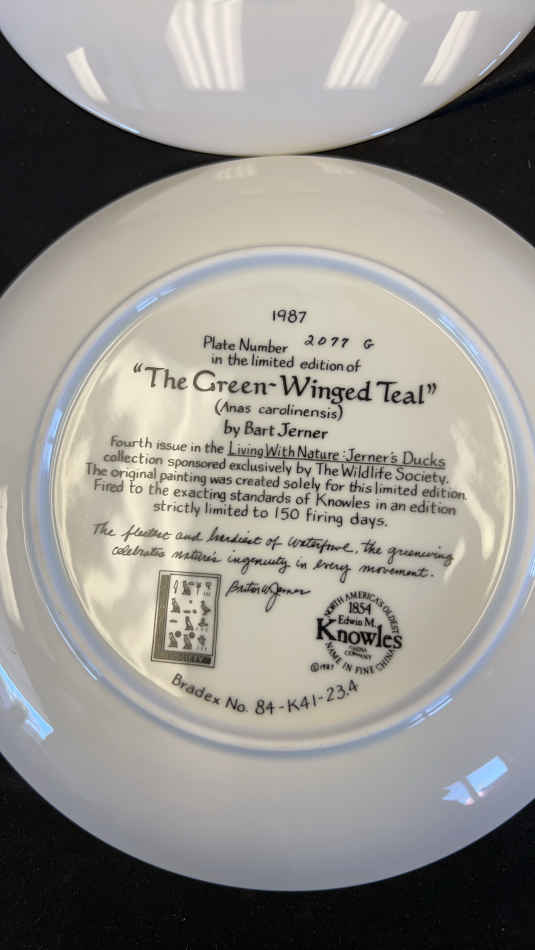 1987
Plate Number 2077 G
in the limited edition of
"The Green-Winged Teal"
(Anas carolinensis)
by Bart Jerner
Fourth issue in the Living With Nature: Jerner's Ducks
collection sponsored exclusively by The Wildlife Society.
The original painting was created solely for this limited edition.
Fired to the exacting standards of Knowles in an edition
strictly limited to 150 firing days.
The fleetest and hardiest of waterfowl, the greenwing
celebrates nature's ingenuity in every movement.
Jerner
SOCIETY
NORTH AMERICA'S OLDEST
1854
Edwin M.
Knowles
CHINA
COMPANY
NAME IN FINE CHINA
©1987
Bradex No. 84-K41-23.4